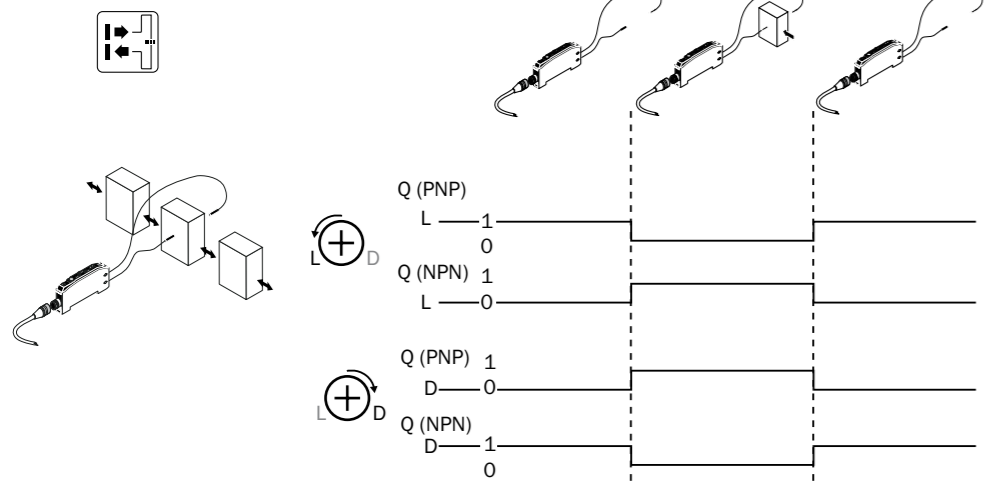 Q (PNP)
L 1
0
L D
Q (NPN) 1
L 0
Q (PNP) 1
D 0
L D
Q (NPN)
D 1
0